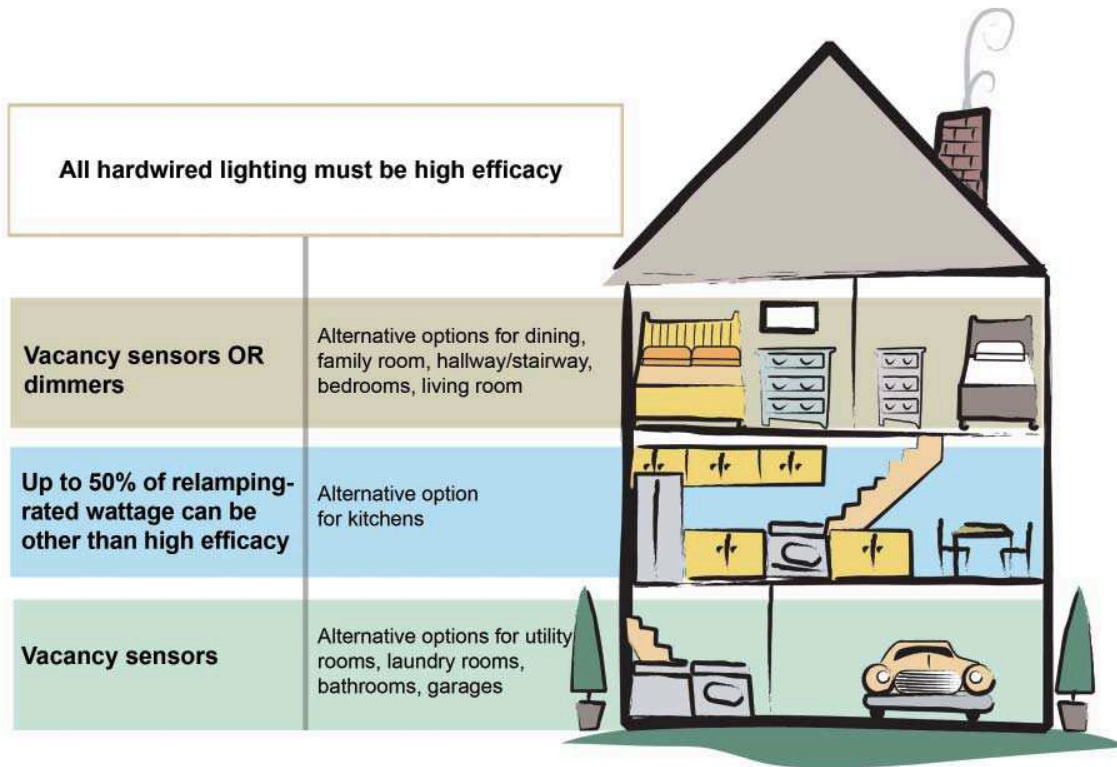 All hardwired lighting must be high efficacy
Vacancy sensors OR
dimmers
Alternative options for dining,
family room, hallway/stairway,
bedrooms, living room
Up to 50% of relamping-
rated wattage can be
other than high efficacy
Alternative option
for kitchens
Vacancy sensors
Alternative options for utility
rooms, laundry rooms,
bathrooms, garages